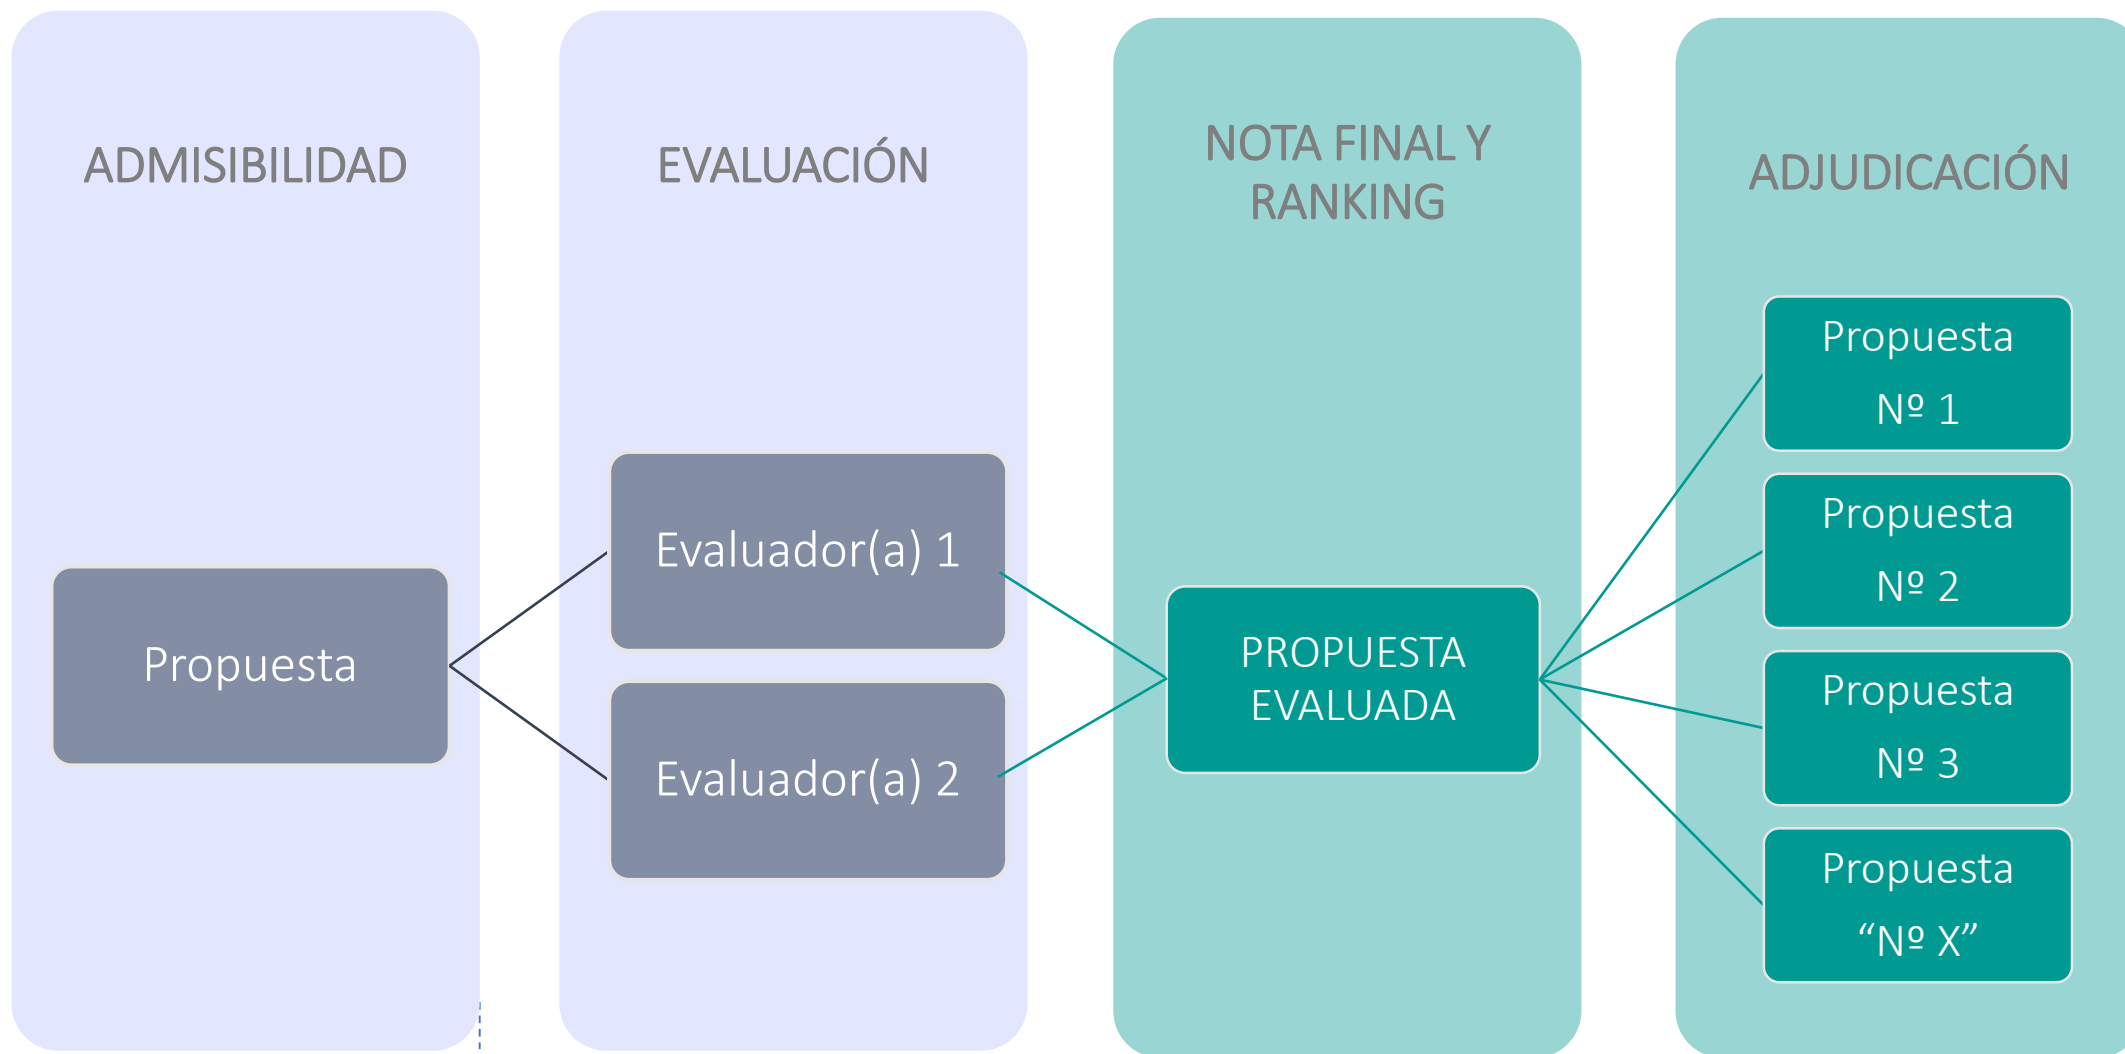 ADMISIBILIDAD
Propuesta
EVALUACIÓN
Evaluador(a) 1
Evaluador(a) 2
NOTA FINAL Y
RANKING
PROPUESTA
EVALUADA
ADJUDICACIÓN
Propuesta
Nº 1
Propuesta
Nº 2
Propuesta
Nº 3
Propuesta
“Nº X”